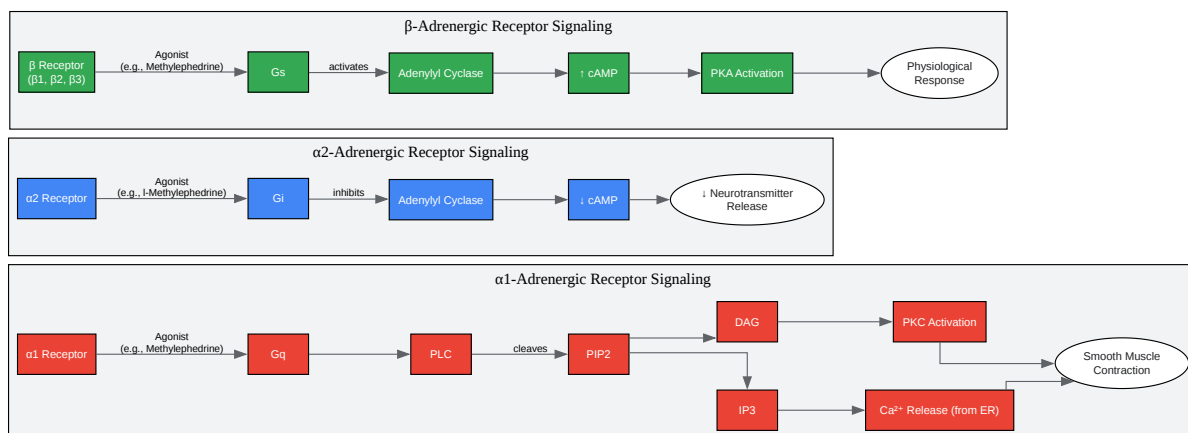 β-Adrenergic Receptor Signaling
β Receptor
(β1, β2, β3)
Agonist
(e.g., Methylephedrine)
Gs
activates
Adenylyl Cyclase
↑ cAMP
PKA Activation
Physiological
Response
α2-Adrenergic Receptor Signaling
α2 Receptor
Agonist
(e.g., l-Methylephedrine)
Gi
inhibits
Adenylyl Cyclase
↓ cAMP
↓ Neurotransmitter
Release
α1-Adrenergic Receptor Signaling
α1 Receptor
Agonist
(e.g., Methylephedrine)
Gq
PLC
cleaves
PIP2
DAG
PKC Activation
IP3
Ca²⁺ Release (from ER)
Smooth Muscle
Contraction